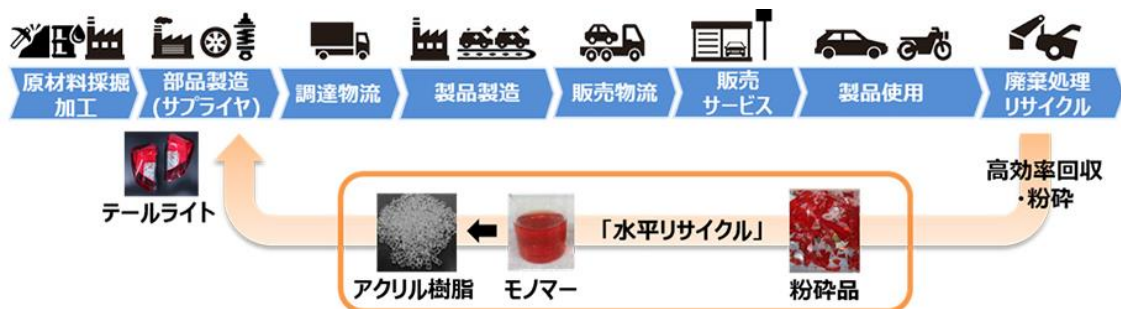 原材料採掘
加工
部品製造
(サプライヤ)
調達物流
製品製造
販売物流
販売
サービス
製品使用
廃棄処理
リサイクル
テールライト
高効率回収
・粉砕
「水平リサイクル」
アクリル樹脂
モノマー
粉砕品